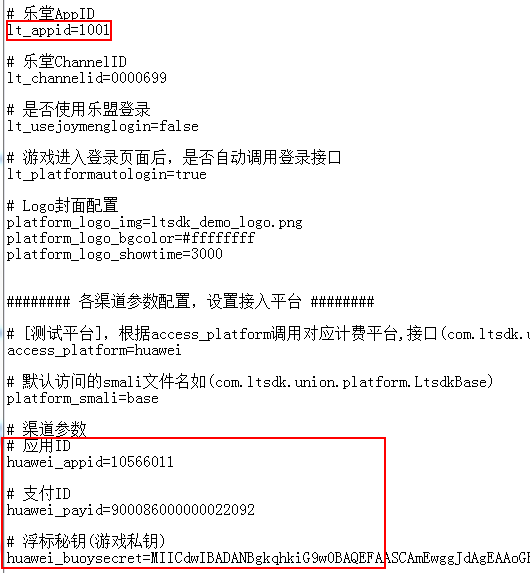 # 乐堂AppID
lt_appid=1001
# 乐堂ChannelID
lt_channelid=0000699
# 是否使用乐盟登录
lt_usejoymenglogin=false
# 游戏进入登录页面后，是否自动调用登录接口
lt_platformautologin=true
# Logo封面配置
platform_logo_img=ltsdk_demo_logo.png
platform_logo_bgcolor=#ffffffff
platform_logo_showtime=3000
######## 各渠道参数配置，设置接入平台 ########
# [测试平台]，根据access_platform调用对应计费平台,接口(com.ltsdk.un
access_platform=huawei
# 默认访问的smali文件名如(com.ltsdk.union.platform.LtsdkBase)
platform_smali=base
# 渠道参数
# 应用ID
huawei_appid=10566011
# 支付ID
huawei_payid=900086000000022092
# 浮标秘钥(游戏私钥)
huawei_buoysecret=MIICdwIBADANBgkqhkiG9w0BAQEFAASCAmEwggJdAgEAAoGB